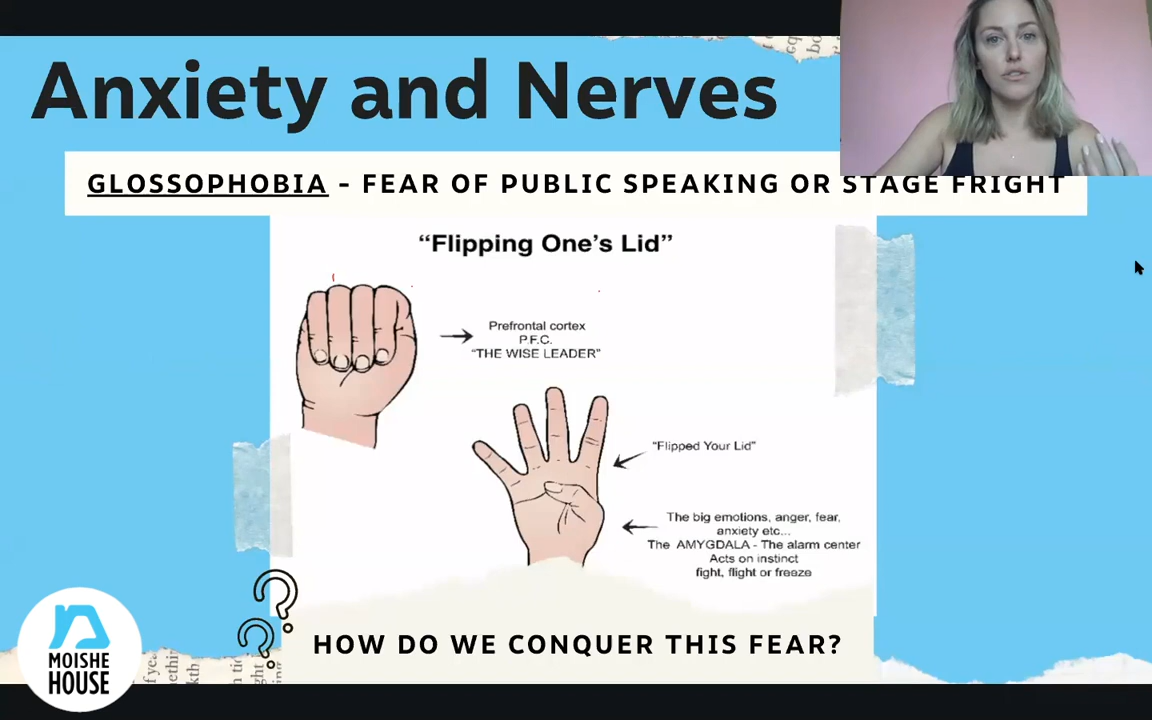 Anxiety and Nerves
GLOSSOPHOBIA - FEAR OF PUBLIC SPEAKING OR STAGE FRIGHT
“Flipping One’s Lid”
Prefrontal cortex
P.F.C.
“THE WISE LEADER”
“Flipped Your Lid”
The big emotions, anger, fear,
anxiety etc...
The AMYGDALA - The alarm center
Acts on instinct
fight, flight or freeze
HOW DO WE CONQUER THIS FEAR?
MOISHE
HOUSE